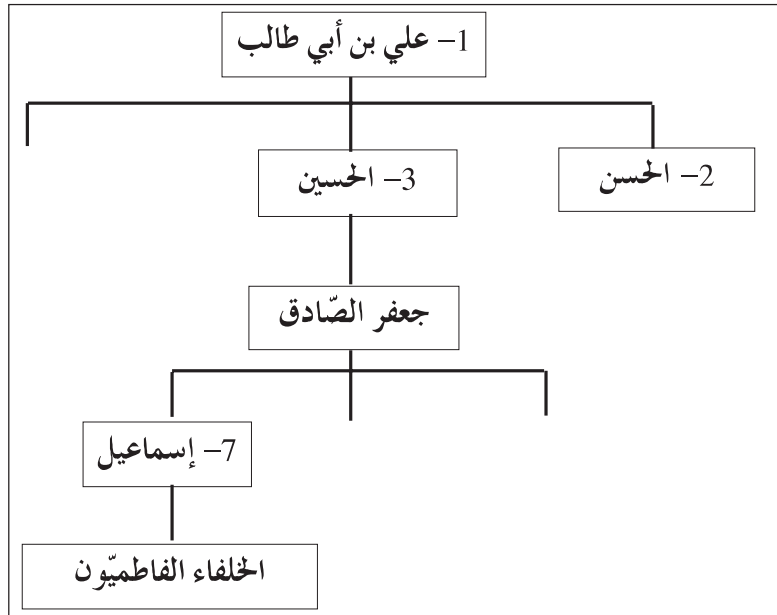 1- علي بن أبي طالب
2- الحسن
3- الحسين
جعفر الصّادق
7- إسماعيل
الخلفاء الفاطميّون